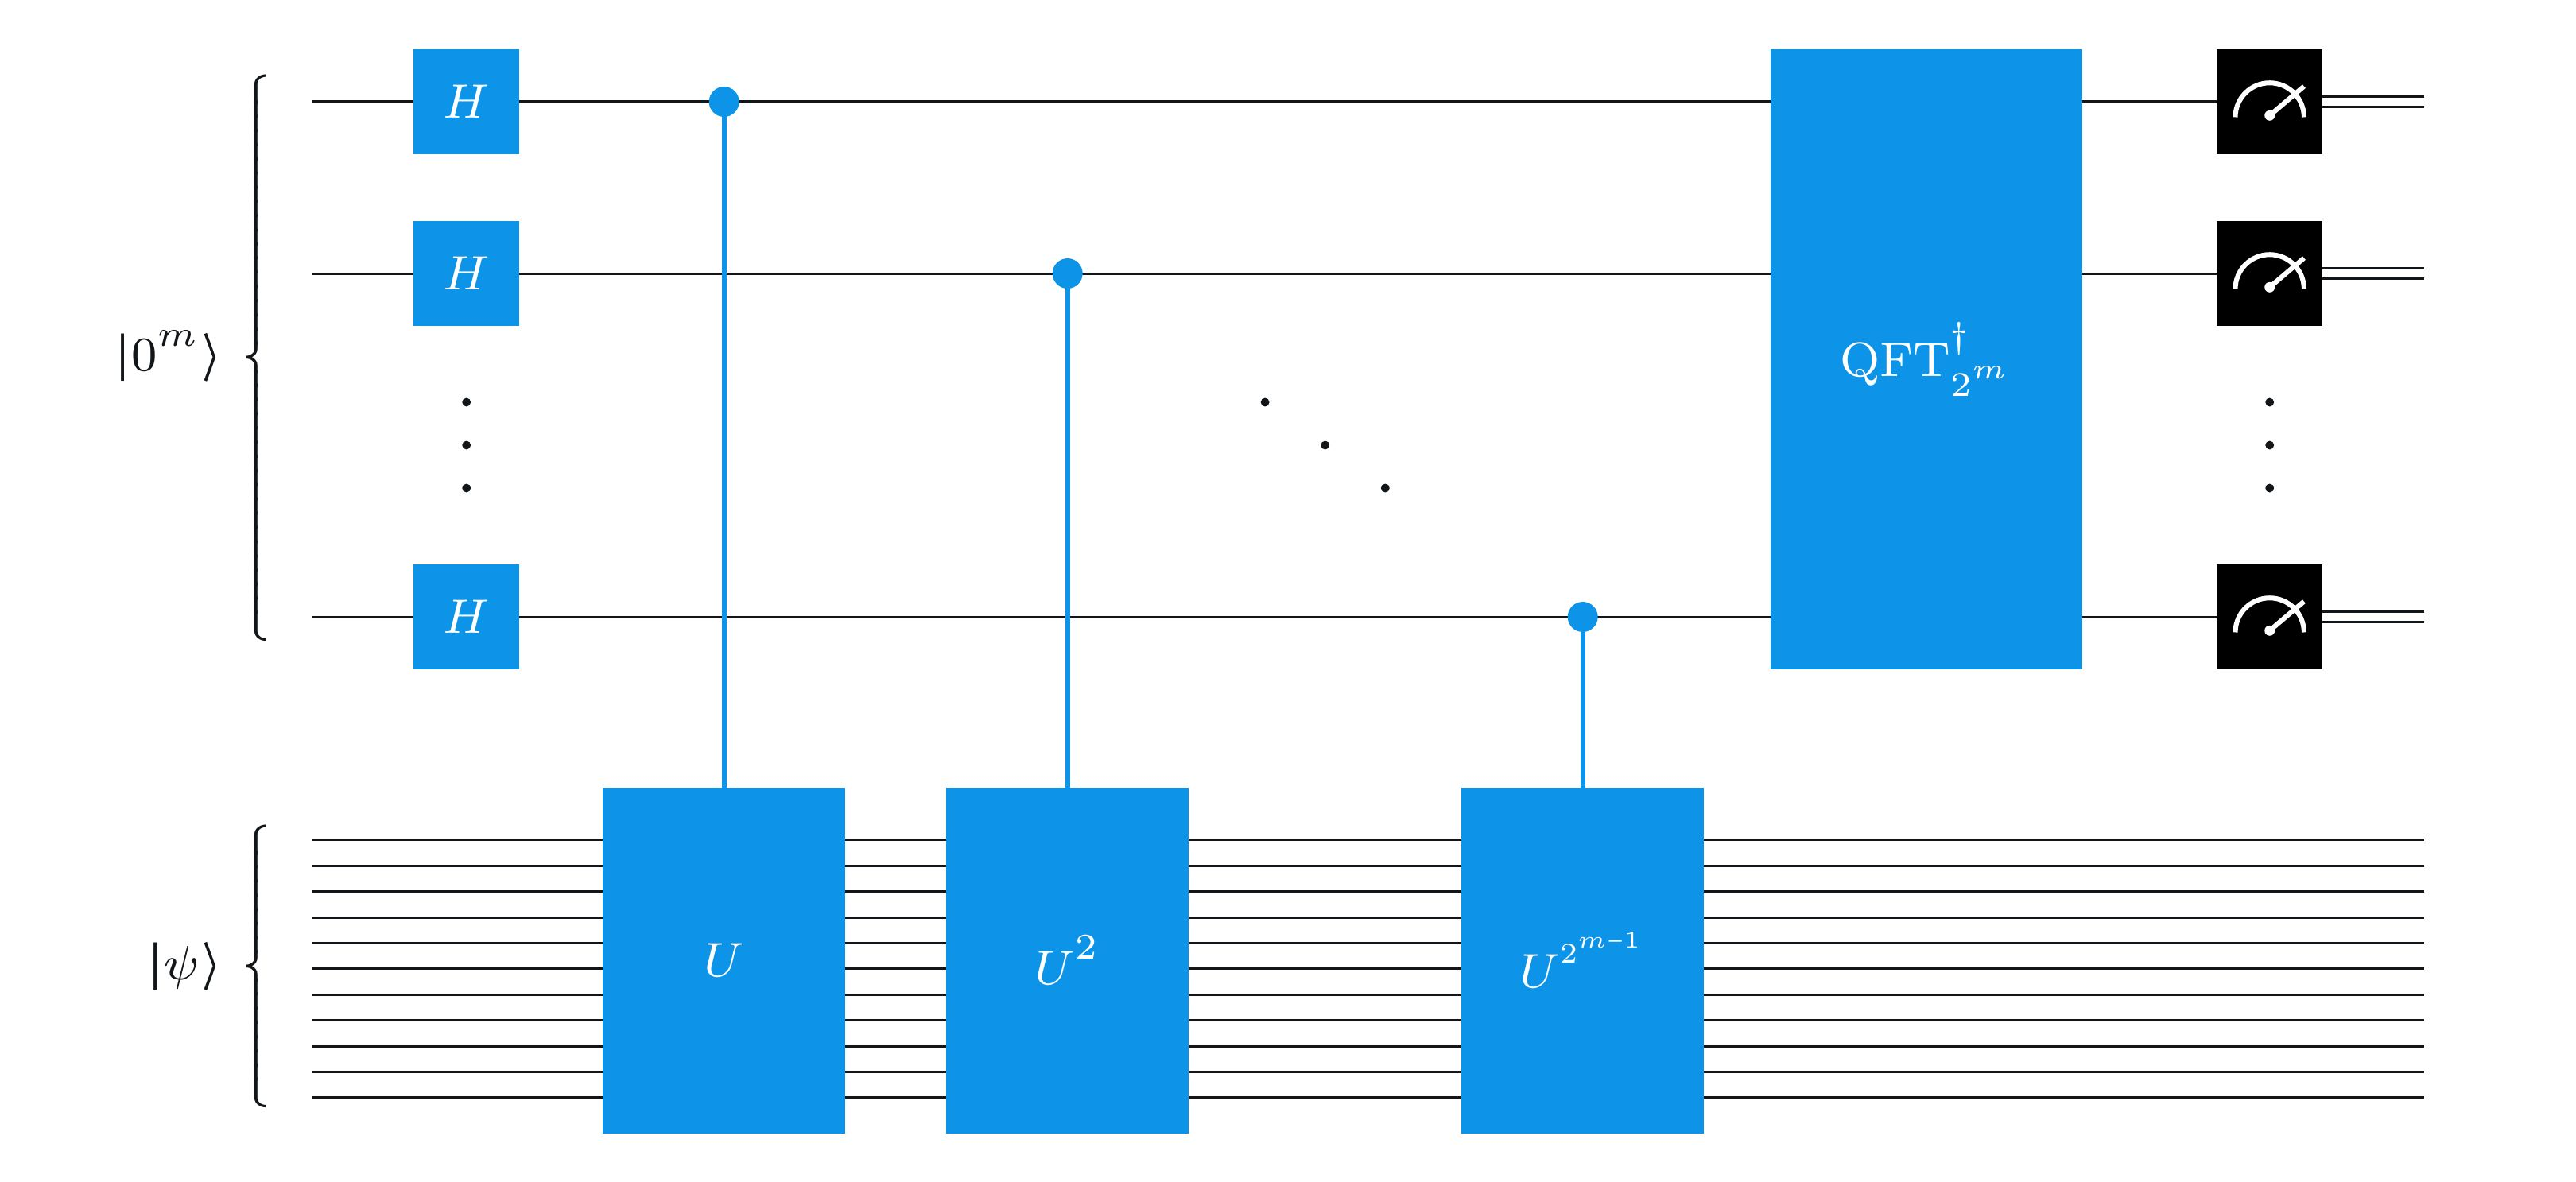 H
H
|0^m⟩
QFT†_{2^m}
H
|ψ⟩
U
U^2
U^{2^{m−1}}